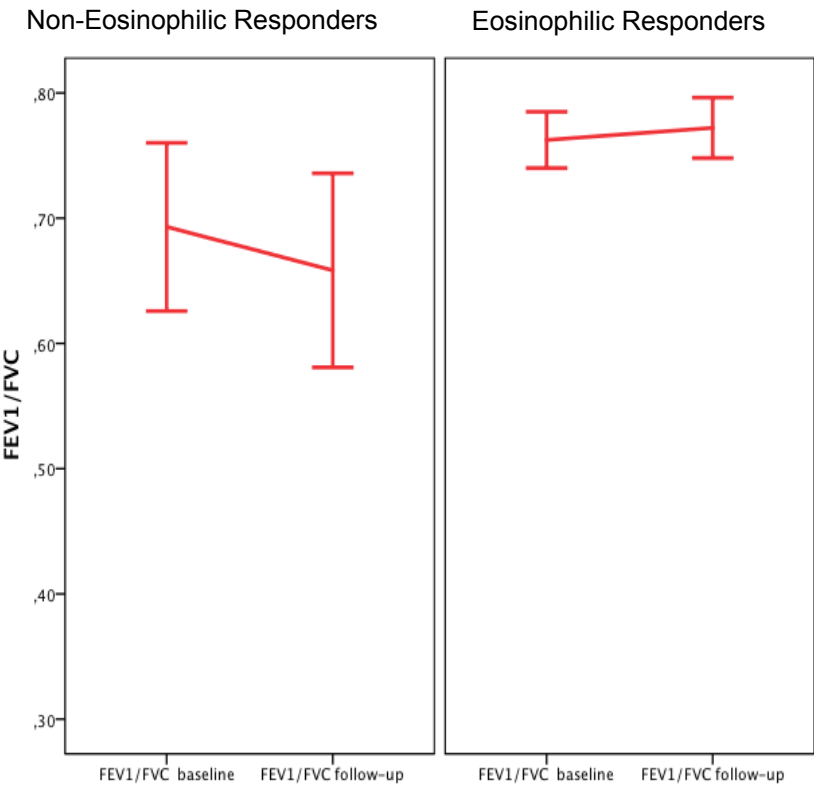 Non-Eosinophilic Responders
Eosinophilic Responders
FEV1/FVC
,80
,70
,60
,50
,40
,30
FEV1/FVC baseline
FEV1/FVC follow-up
FEV1/FVC baseline
FEV1/FVC follow-up